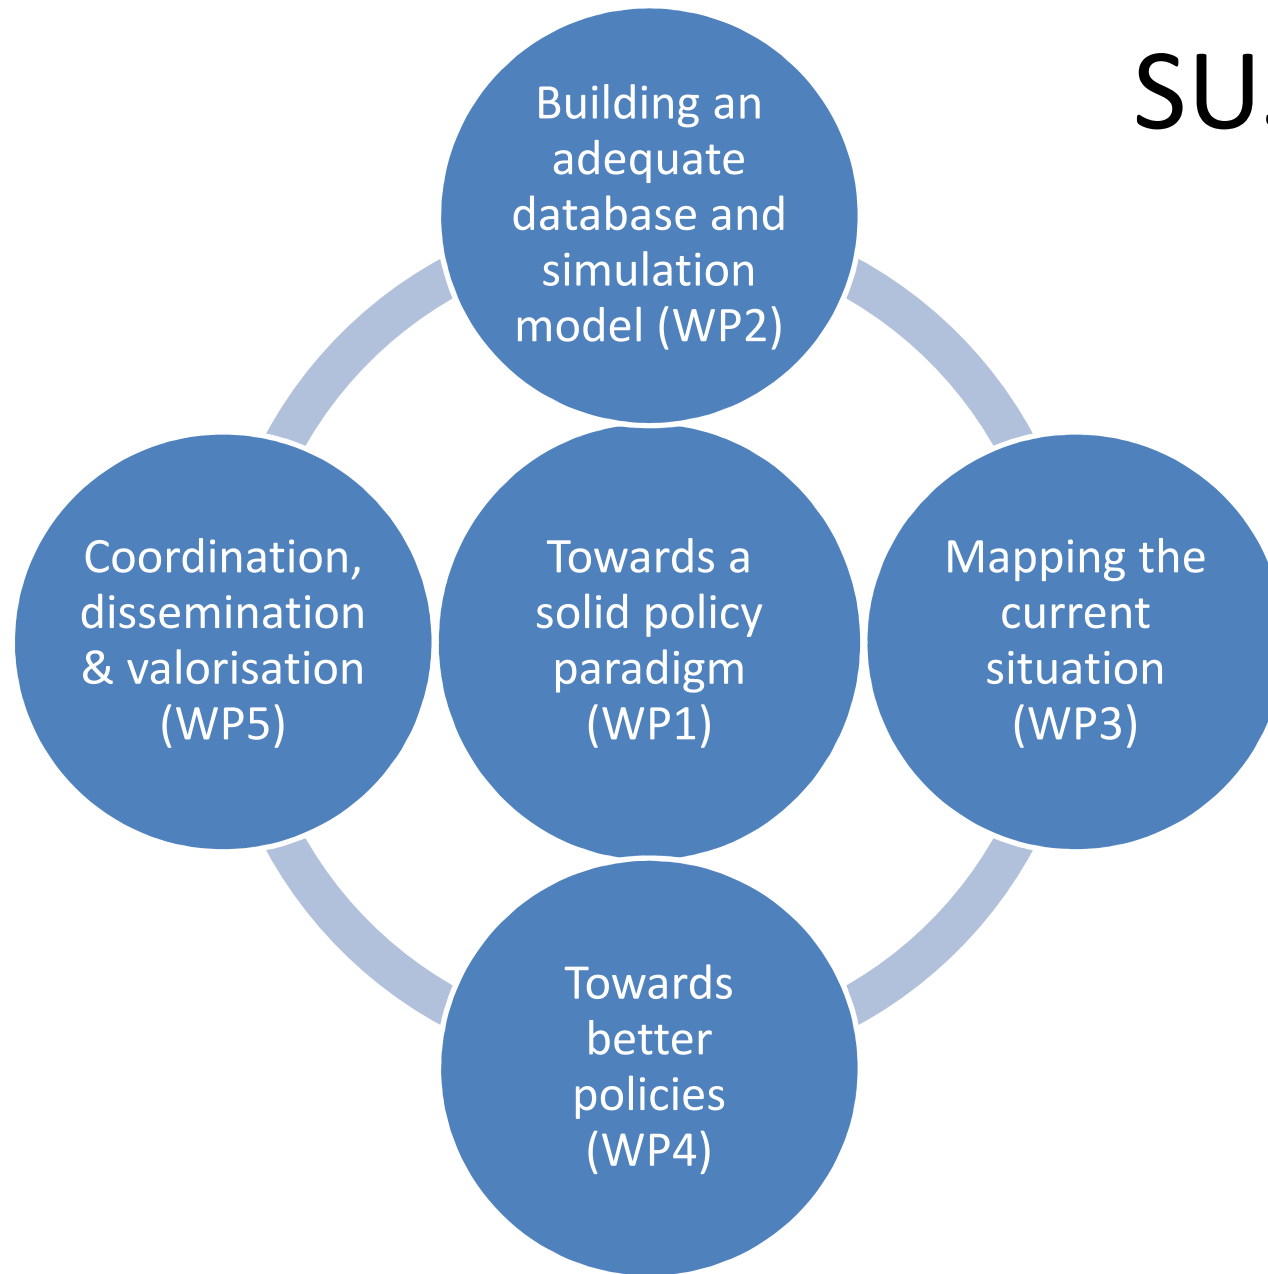 SU
Building an
adequate
database and
simulation
model (WP2)
Coordination,
dissemination
& valorisation
(WP5)
Towards a
solid policy
paradigm
(WP1)
Mapping the
current
situation
(WP3)
Towards
better
policies
(WP4)